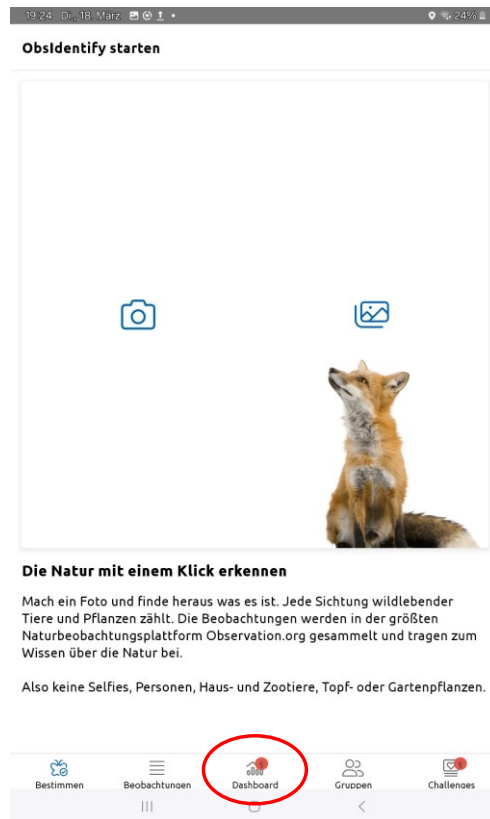 19:24 Di., 18. März
24%
ObsIdentify starten
Die Natur mit einem Klick erkennen
Mach ein Foto und finde heraus was es ist. Jede Sichtung wildlebender
Tiere und Pflanzen zählt. Die Beobachtungen werden in der größten
Naturbeobachtungsplattform Observation.org gesammelt und tragen zum
Wissen über die Natur bei.
Also keine Selfies, Personen, Haus- und Zootiere, Topf- oder Gartenpflanzen.
Bestimmen Beobachtungen Dashboard Gruppen Challenges